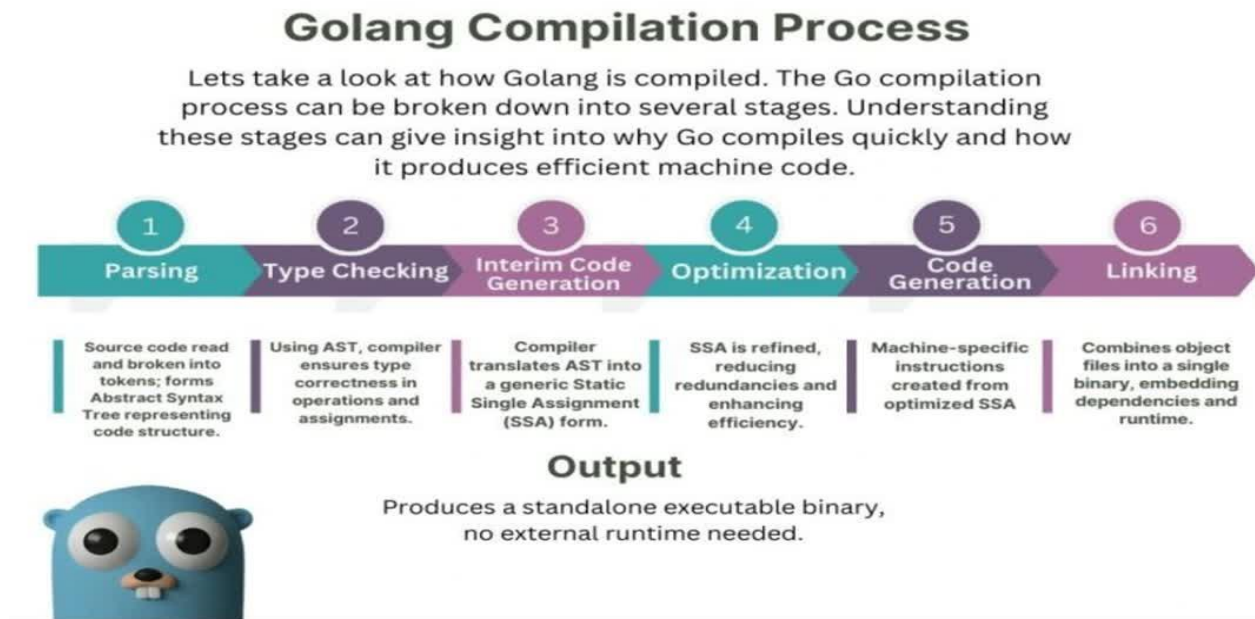 Golang Compilation Process
Lets take a look at how Golang is compiled. The Go compilation
process can be broken down into several stages. Understanding
these stages can give insight into why Go compiles quickly and how
it produces efficient machine code.
1
Parsing
2
Type Checking
3
Interim Code
Generation
4
Optimization
5
Code
Generation
6
Linking
Source code read
and broken into
tokens; forms
Abstract Syntax
Tree representing
code structure.
Using AST, compiler
ensures type
correctness in
operations and
assignments.
Compiler
translates AST into
a generic Static
Single Assignment
(SSA) form.
SSA is refined,
reducing
redundancies and
enhancing
efficiency.
Machine-specific
instructions
created from
optimized SSA
Combines object
files into a single
binary, embedding
dependencies and
runtime.
Output
Produces a standalone executable binary,
no external runtime needed.